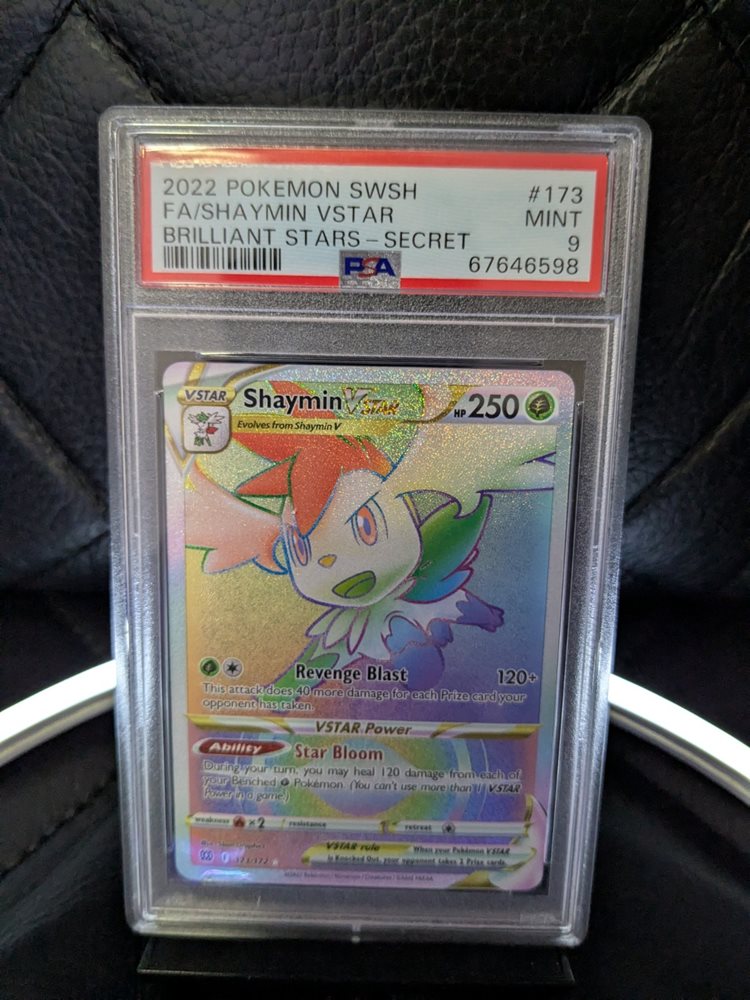 2022 POKEMON SWSH #173
FA/SHAYMIN VSTAR MINT
BRILLIANT STARS – SECRET 9
PSA 67646598
VSTAR Shaymin VSTAR HP 250
Evolves from Shaymin V
Revenge Blast 120+
This attack does 40 more damage for each Prize card your
opponent has taken.
VSTAR Power
Ability Star Bloom
During your turn, you may heal 120 damage from each of
your Benched Pokémon. (You can't use more than 1 VSTAR
Power in a game.)
weakness ×2 resistance retreat
VSTAR rule When your Pokémon VSTAR
is Knocked Out, your opponent takes 2 Prize cards.
173/172